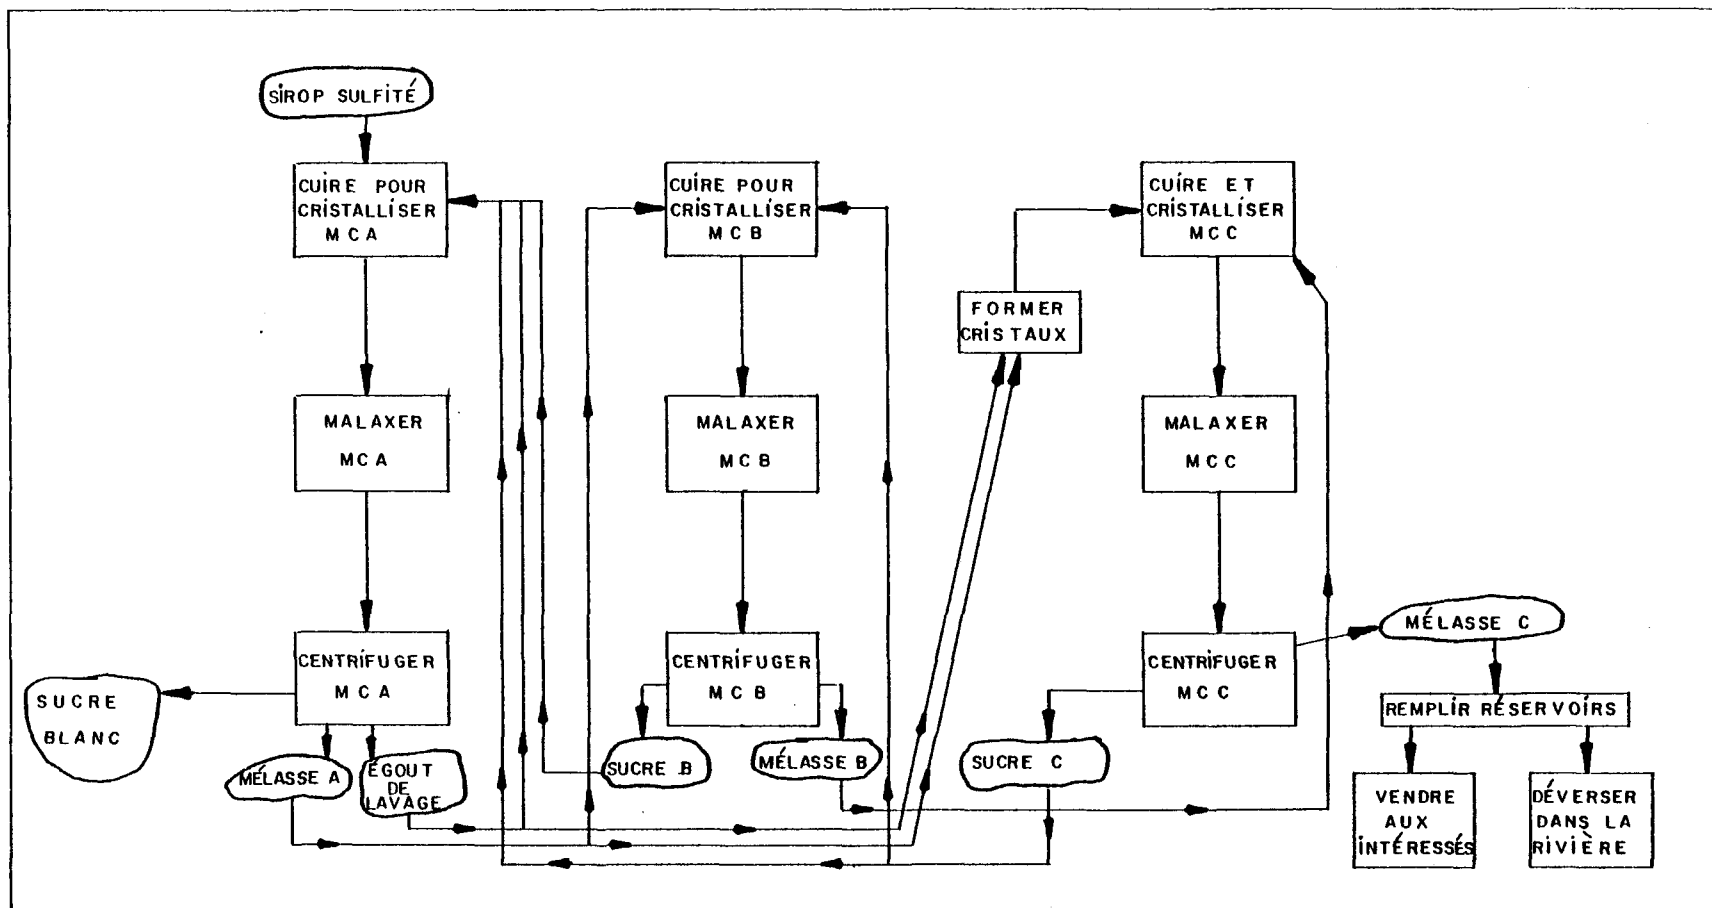 SIROP SULFITÉ
CUIRE POUR
CRISTALLISER
MCA
CUIRE POUR
CRISTALLISER
MCB
CUIRE ET
CRISTALLISER
MCC
FORMER
CRISTAUX
MALAXER
MCA
MALAXER
MCB
MALAXER
MCC
CENTRIFUGER
MCA
CENTRIFUGER
MCB
CENTRIFUGER
MCC
MÉLASSE C
SUCRE
BLANC
MÉLASSE A
ÉGOUT
DE
LAVAGE
SUCRE B
MÉLASSE B
SUCRE C
REMPLIR RÉSERVOIRS
VENDRE
AUX
INTÉRESSÉS
DÉVERSER
DANS LA
RIVIÈRE